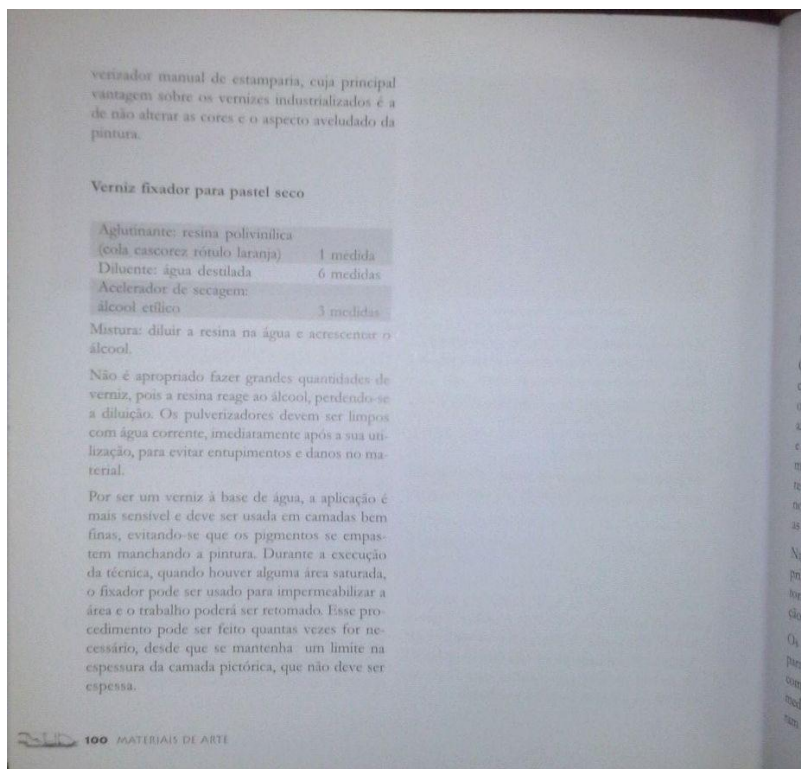 verizador manual de estamparia, cuja principal
vantagem sobre os vernizes industrializados é a
de não alterar as cores e o aspecto aveludado da
pintura.
Verniz fixador para pastel seco
Aglutinante: resina polivinílica
(cola cascorez rótulo laranja) 1 medida
Diluente: água destilada 6 medidas
Acelerador de secagem:
álcool etílico 3 medidas
Mistura: diluir a resina na água e acrescentar o
álcool.
Não é apropriado fazer grandes quantidades de
verniz, pois a resina reage ao álcool, perdendo-se
a diluição. Os pulverizadores devem ser limpos
com água corrente, imediatamente após a sua uti-
lização, para evitar entupimentos e danos no ma-
terial.
Por ser um verniz à base de água, a aplicação é
mais sensível e deve ser usada em camadas bem
finas, evitando-se que os pigmentos se empas-
tem manchando a pintura. Durante a execução
da técnica, quando houver alguma área saturada,
o fixador pode ser usado para impermeabilizar a
área e o trabalho poderá ser retomado. Esse pro-
cedimento pode ser feito quantas vezes for ne-
cessário, desde que se mantenha um limite na
espessura da camada pictórica, que não deve ser
espessa.
100 MATERIAIS DE ARTE